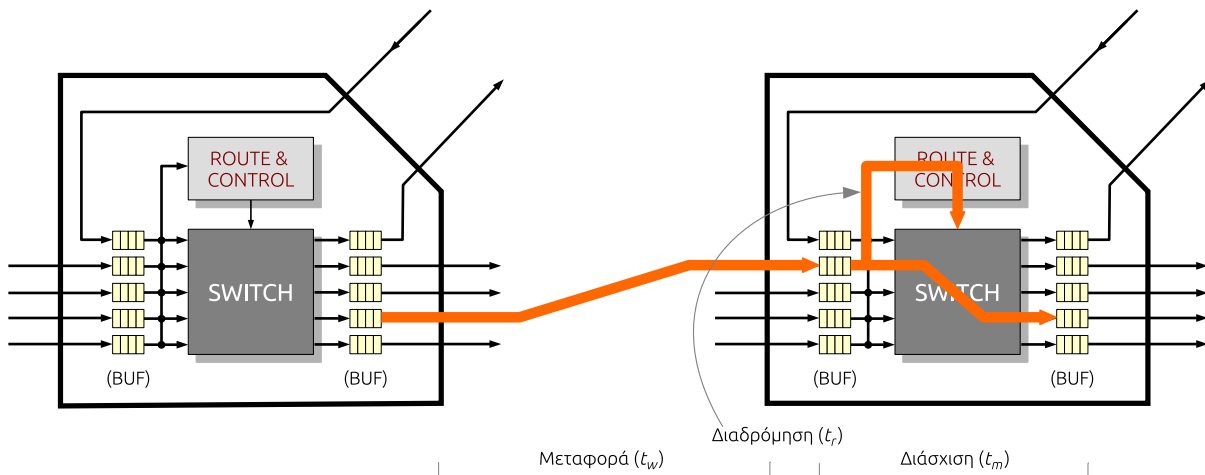 ROUTE &
CONTROL
SWITCH
(BUF)
(BUF)
ROUTE &
CONTROL
SWITCH
(BUF)
(BUF)
Διαδρόμηση (tr)
Μεταφορά (tw)
Διάσχιση (tm)